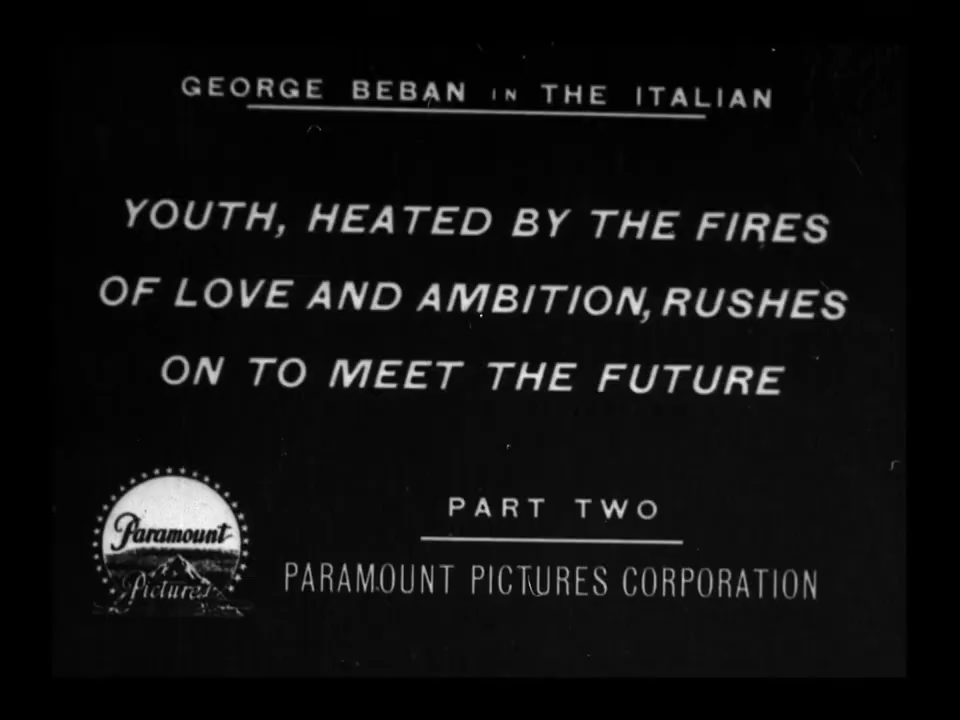 GEORGE BEBAN IN THE ITALIAN
YOUTH, HEATED BY THE FIRES
OF LOVE AND AMBITION, RUSHES
ON TO MEET THE FUTURE
PART TWO
Paramount
Pictures
PARAMOUNT PICTURES CORPORATION